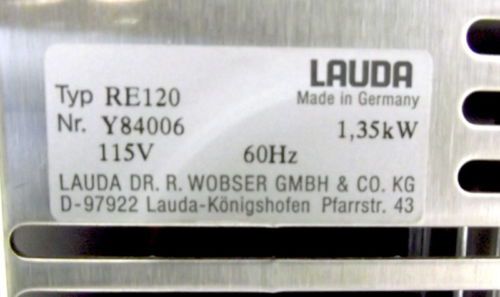 LAUDA
Typ RE120
Made in Germany
Nr. Y84006
1,35kW
115V 60Hz
LAUDA DR. R. WOBSER GMBH & CO. KG
D-97922 Lauda-Königshofen Pfarrstr. 43